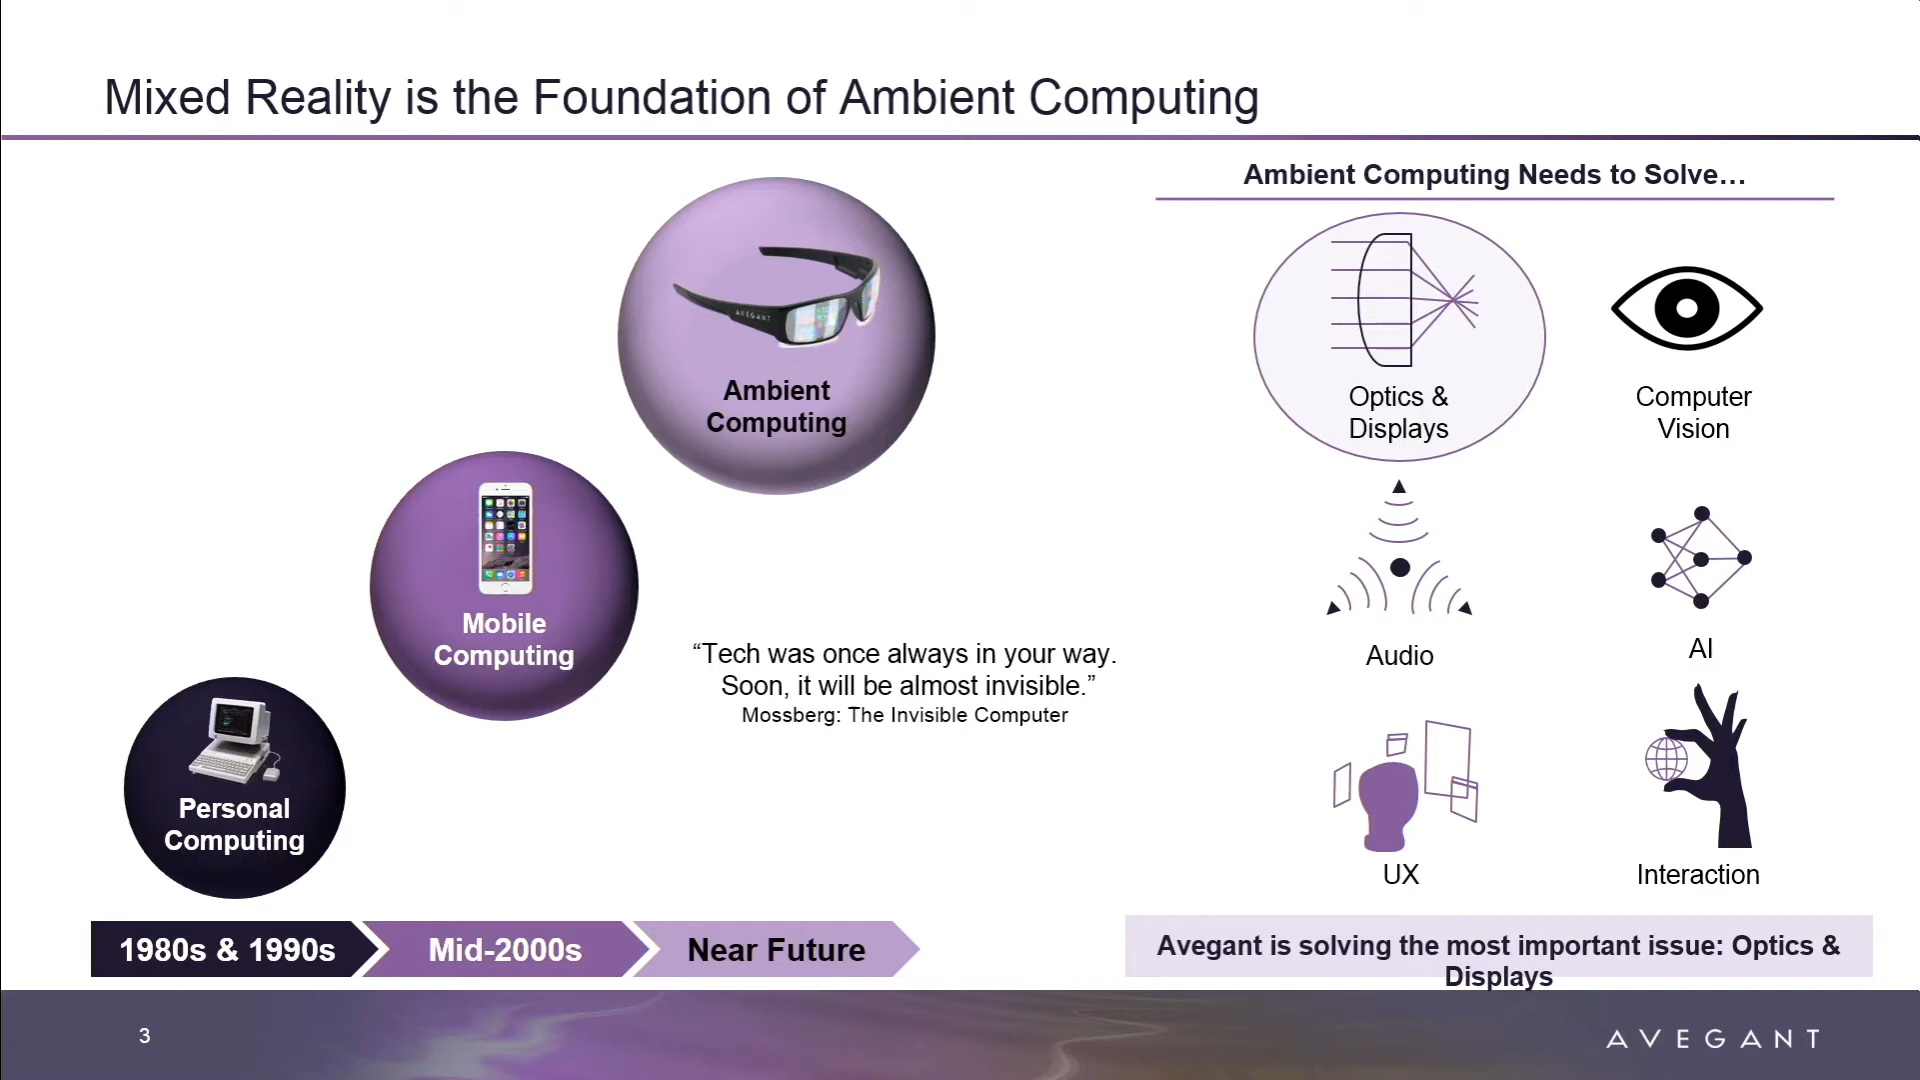 Mixed Reality is the Foundation of Ambient Computing
Ambient Computing Needs to Solve…
AVEGANT
Ambient
Computing
Optics &
Displays
Computer
Vision
Mobile
Computing
“Tech was once always in your way.
Soon, it will be almost invisible.”
Mossberg: The Invisible Computer
Audio
AI
Personal
Computing
UX
Interaction
1980s & 1990s
Mid-2000s
Near Future
Avegant is solving the most important issue: Optics &
Displays
3
AVEGANT